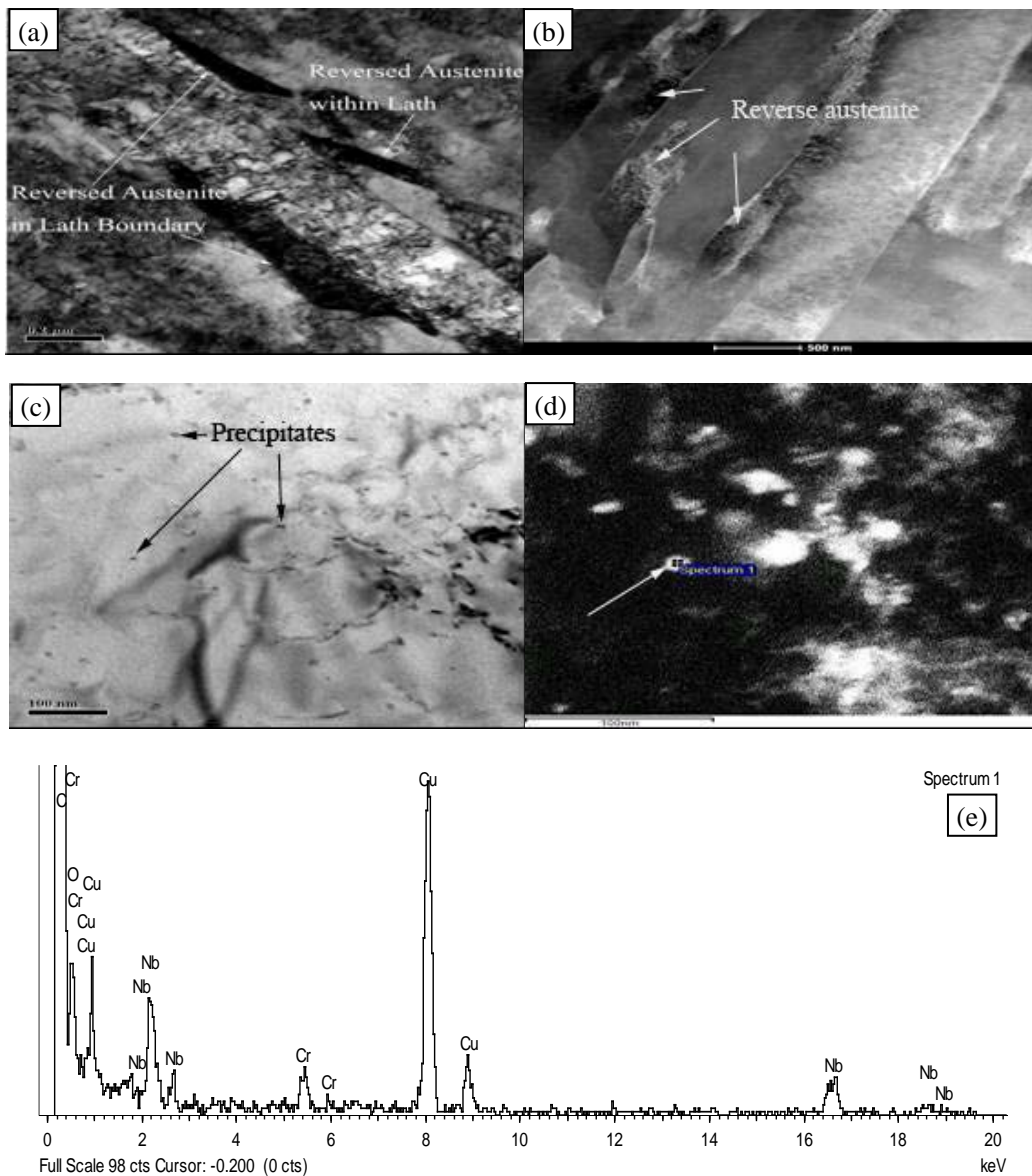 (a)
Reversed Austenite
within Lath
Reversed Austenite
in Lath Boundary
(b)
Reverse austenite
500 nm
(c)
Precipitates
100 nm
(d)
Spectrum 1
100nm
Spectrum 1
(e)
Cr
O
Cu
O
Cu
Cr
Cu
Cu
Nb
Nb
Nb
Nb
Cr
Cr
Cu
Nb
Nb
Nb
0 2 4 6 8 10 12 14 16 18 20
Full Scale 98 cts Cursor: -0.200 (0 cts) keV